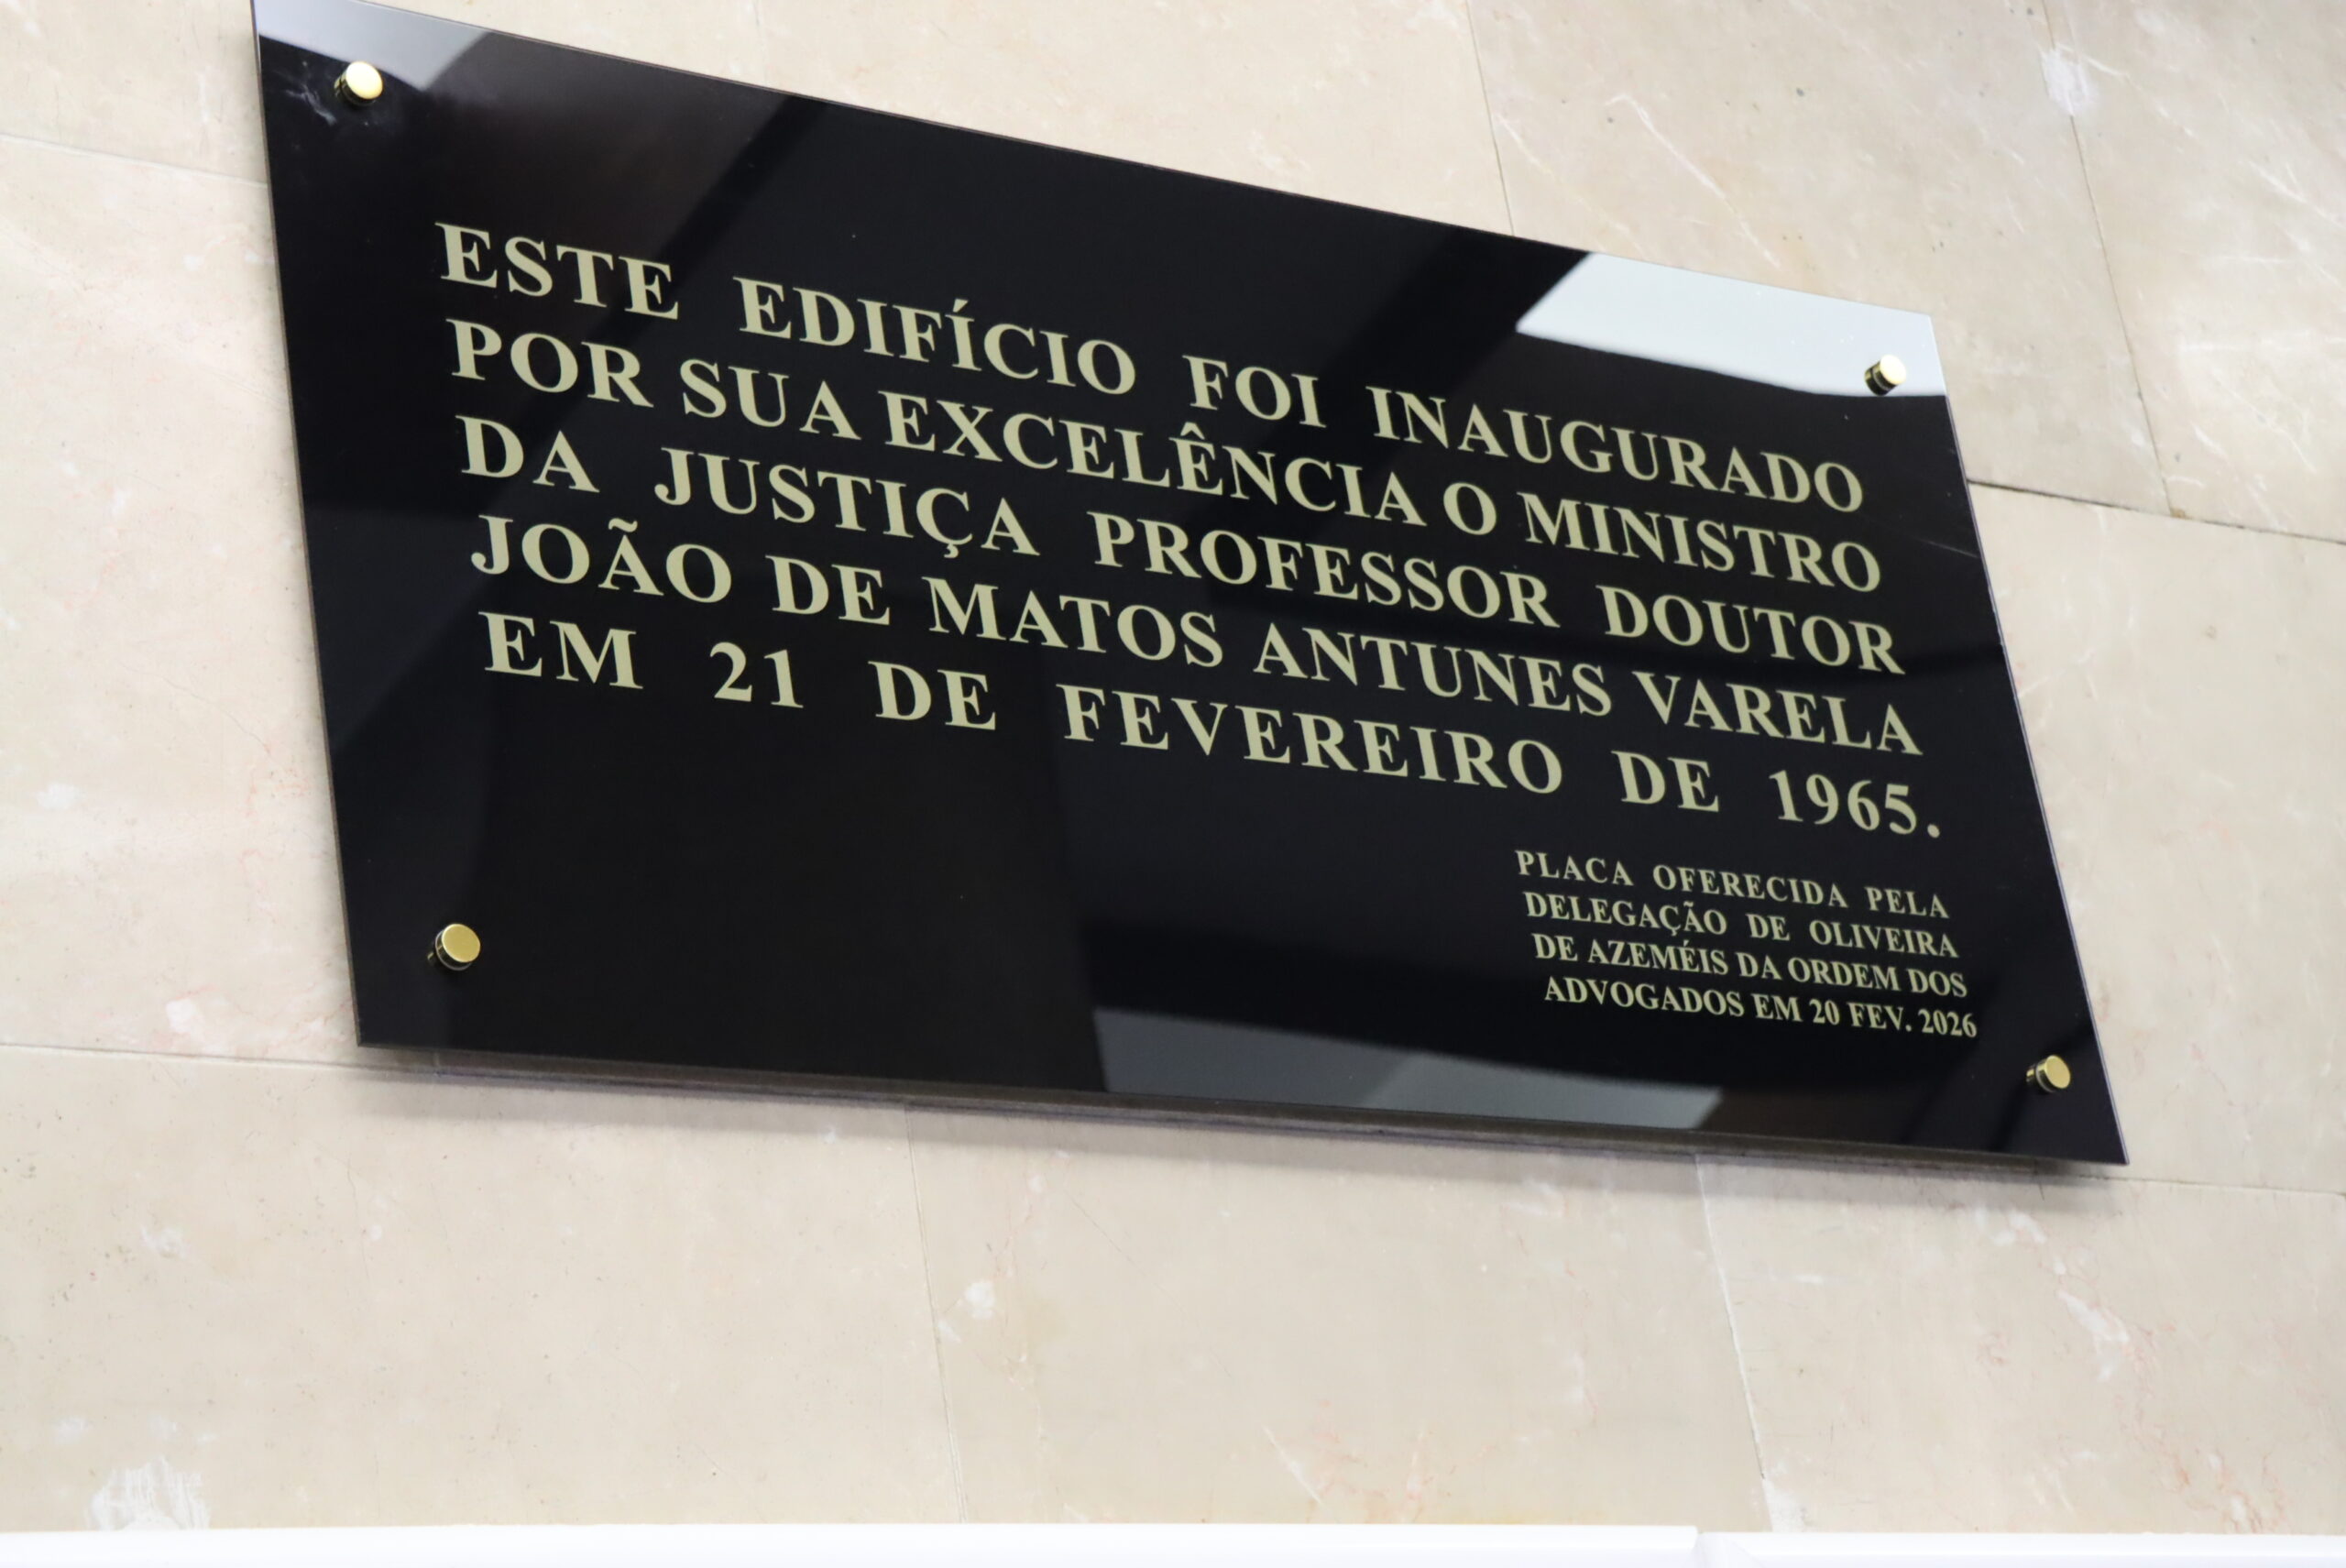 ESTE EDIFÍCIO FOI INAUGURADO
POR SUA EXCELÊNCIA O MINISTRO
DA JUSTIÇA PROFESSOR DOUTOR
JOÃO DE MATOS ANTUNES VARELA
EM 21 DE FEVEREIRO DE 1965.
PLACA OFERECIDA PELA
DELEGAÇÃO DE OLIVEIRA
DE AZEMÉIS DA ORDEM DOS
ADVOGADOS EM 20 FEV. 2026